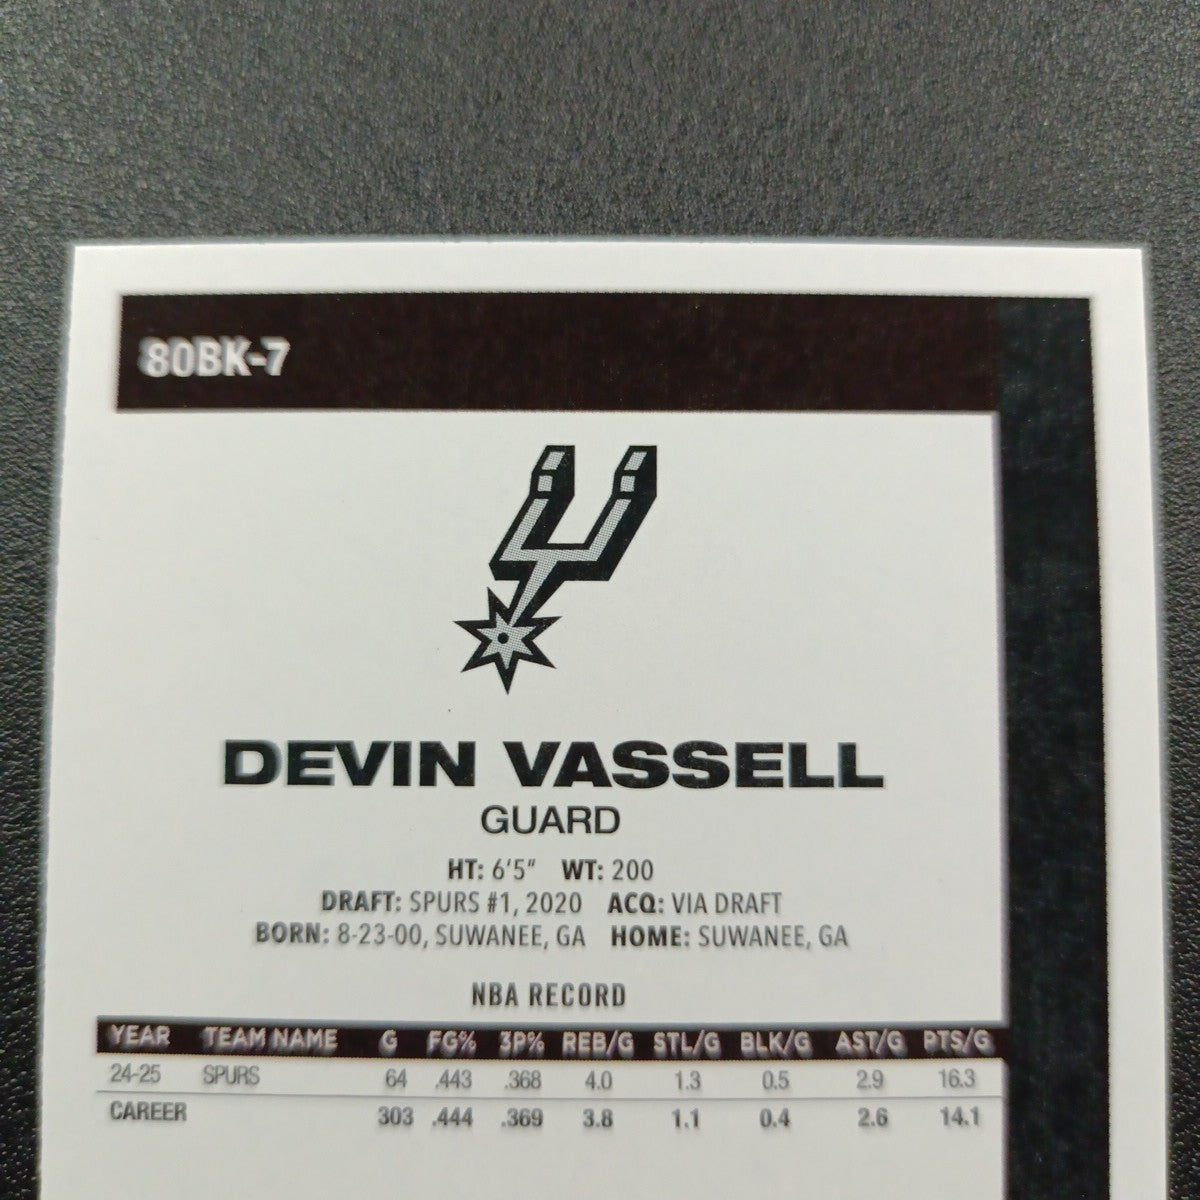 80BK-7
DEVIN VASSELL
GUARD
HT: 6'5" WT: 200
DRAFT: SPURS #1, 2020 ACQ: VIA DRAFT
BORN: 8-23-00, SUWANEE, GA HOME: SUWANEE, GA
NBA RECORD
YEAR TEAM NAME G FG% 3P% REB/G STL/G BLK/G AST/G PTS/G
24-25 SPURS 64 .443 .368 4.0 1.3 0.5 2.9 16.3
CAREER 303 .444 .369 3.8 1.1 0.4 2.6 14.1